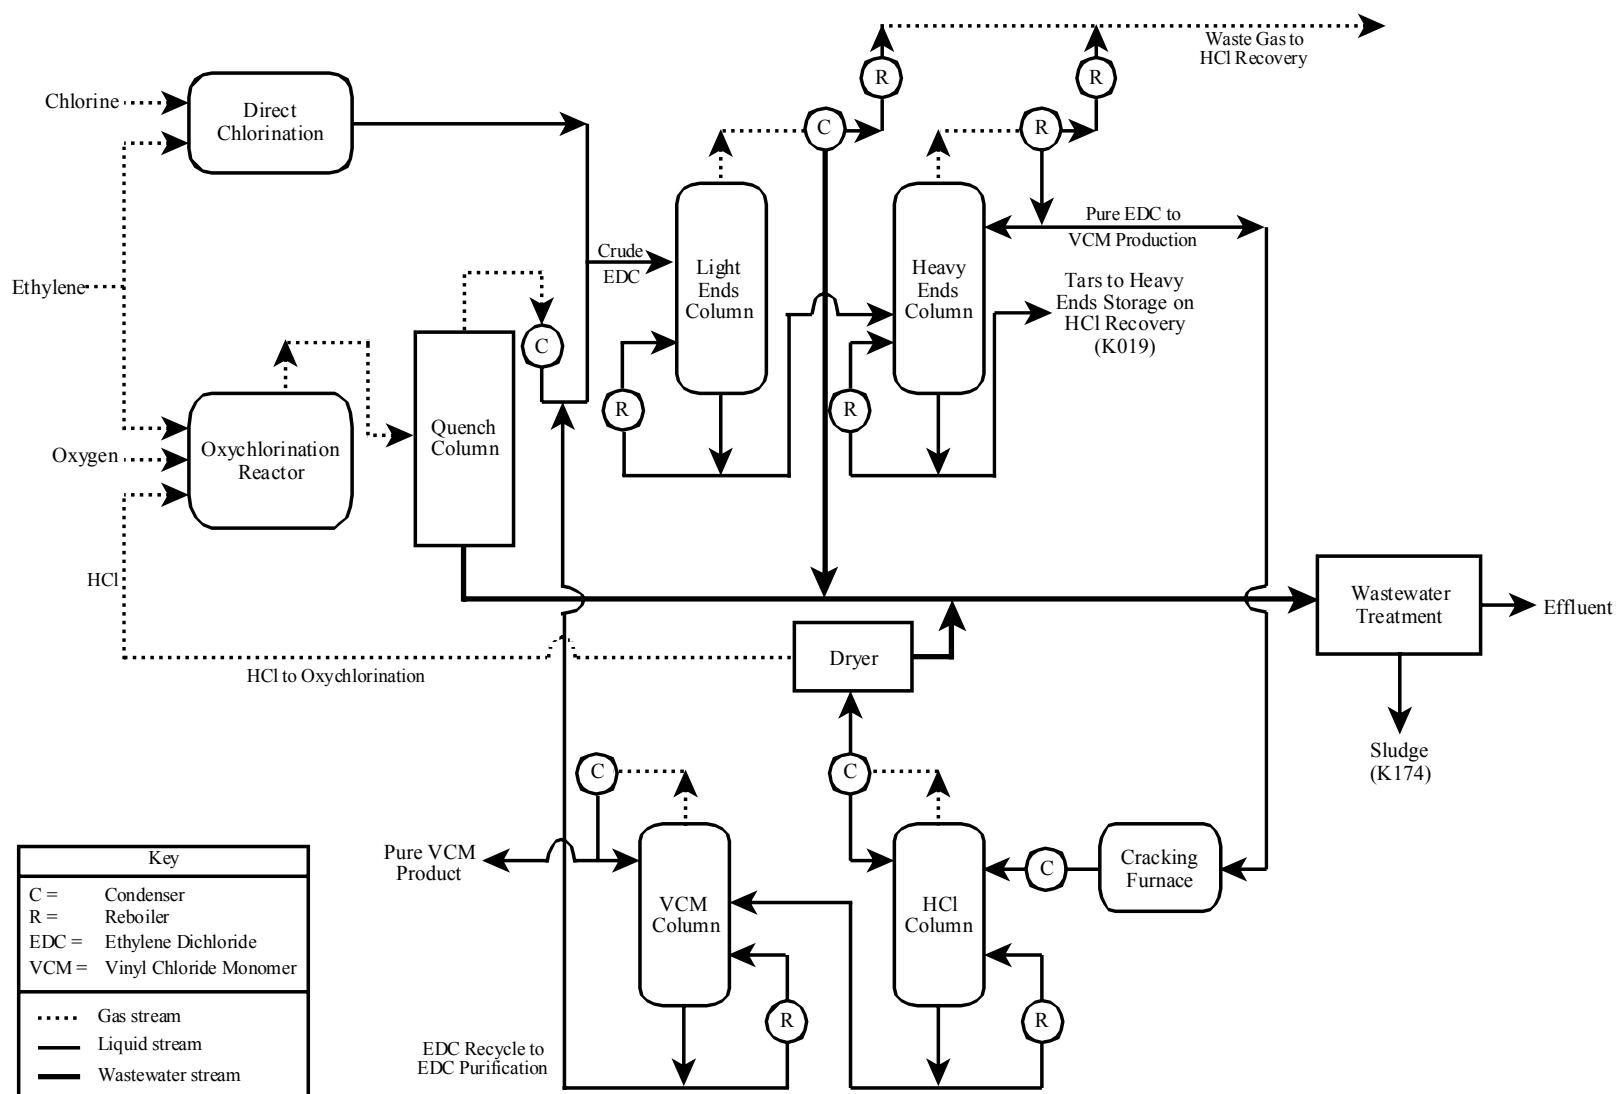 Waste Gas to
HCl Recovery
R
R
Chlorine
Direct
Chlorination
C
R
Pure EDC to
VCM Production
Crude
EDC
Light
Ends
Column
Heavy
Ends
Column
Tars to Heavy
Ends Storage on
HCl Recovery
(K019)
Ethylene
C
R
R
Quench
Column
Oxygen
Oxychlorination
Reactor
HCl
Wastewater
Treatment
Effluent
Dryer
HCl to Oxychlorination
Sludge
(K174)
C
C
Pure VCM
Product
C
Cracking
Furnace
VCM
Column
HCl
Column
R
R
EDC Recycle to
EDC Purification
Key
C = Condenser
R = Reboiler
EDC = Ethylene Dichloride
VCM = Vinyl Chloride Monomer
Gas stream
Liquid stream
Wastewater stream